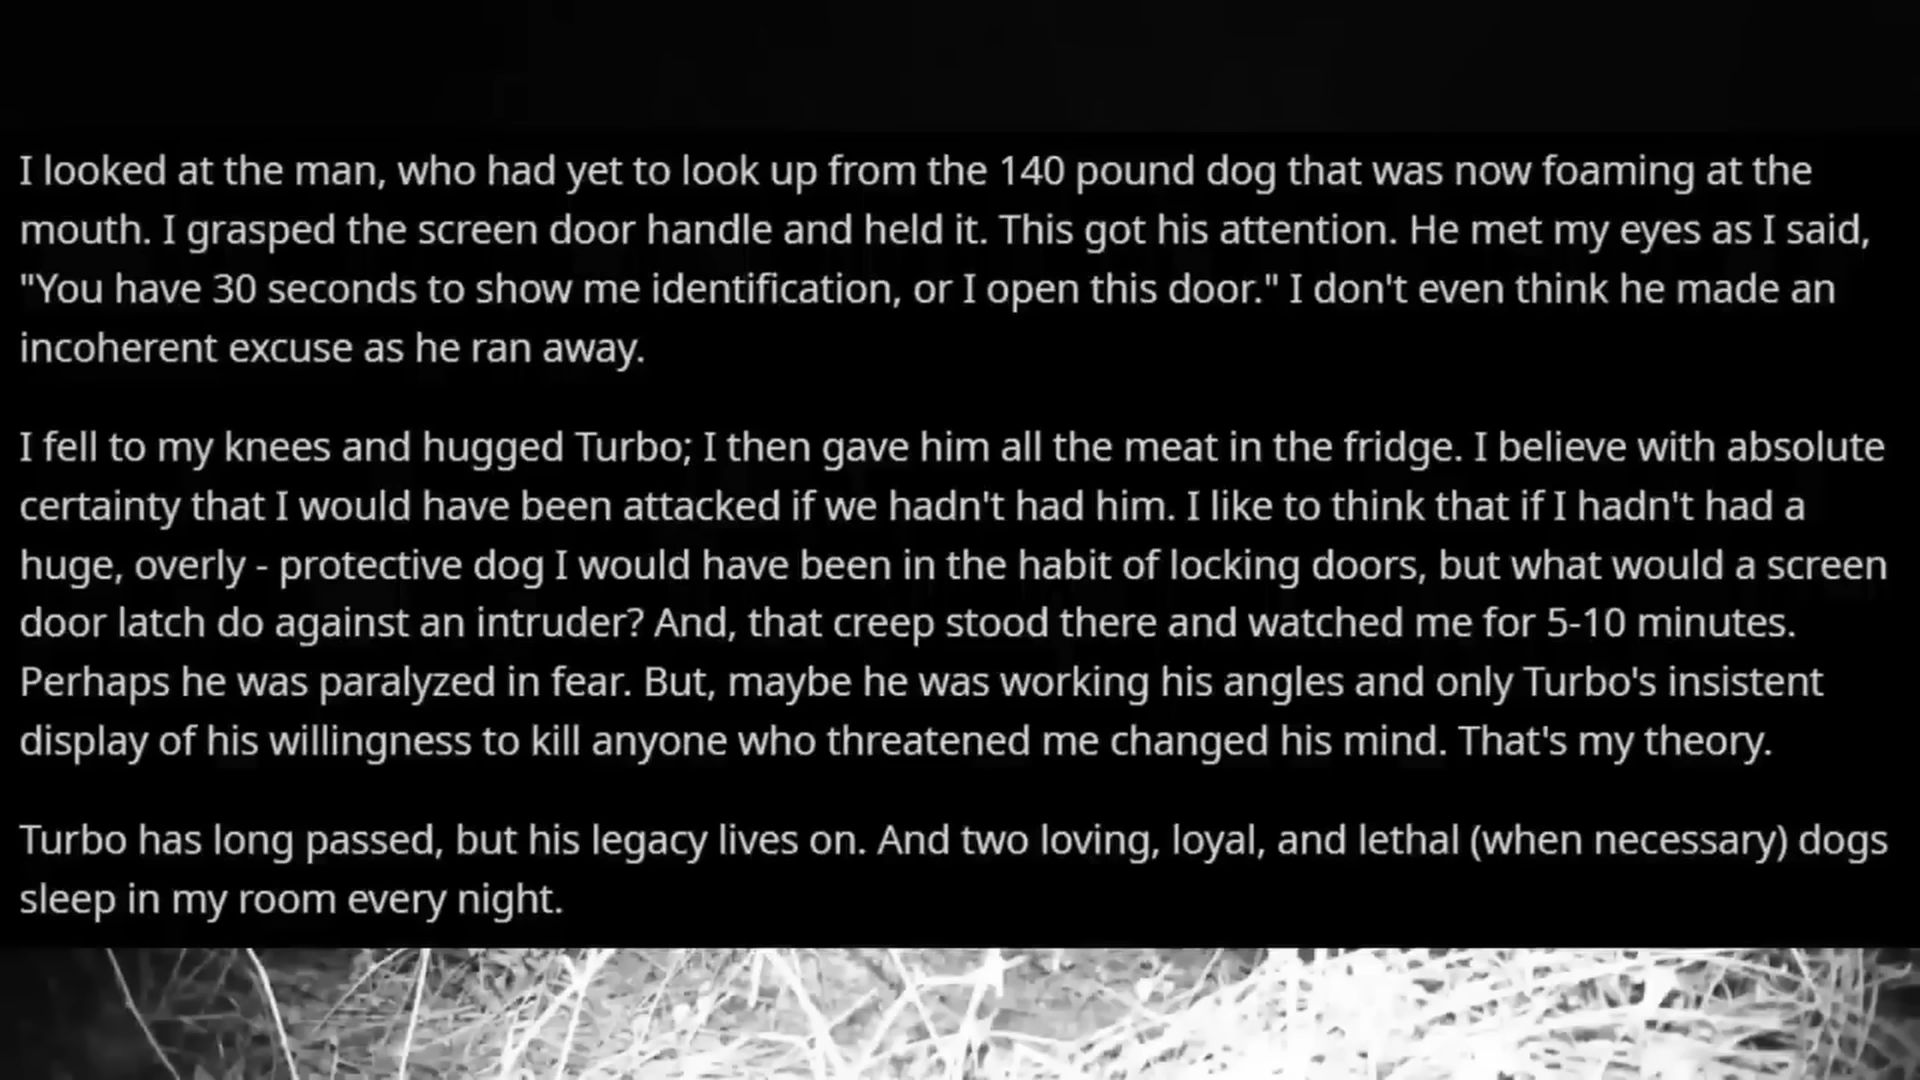 I looked at the man, who had yet to look up from the 140 pound dog that was now foaming at the
mouth. I grasped the screen door handle and held it. This got his attention. He met my eyes as I said,
"You have 30 seconds to show me identification, or I open this door." I don't even think he made an
incoherent excuse as he ran away.
I fell to my knees and hugged Turbo; I then gave him all the meat in the fridge. I believe with absolute
certainty that I would have been attacked if we hadn't had him. I like to think that if I hadn't had a
huge, overly - protective dog I would have been in the habit of locking doors, but what would a screen
door latch do against an intruder? And, that creep stood there and watched me for 5-10 minutes.
Perhaps he was paralyzed in fear. But, maybe he was working his angles and only Turbo's insistent
display of his willingness to kill anyone who threatened me changed his mind. That's my theory.
Turbo has long passed, but his legacy lives on. And two loving, loyal, and lethal (when necessary) dogs
sleep in my room every night.